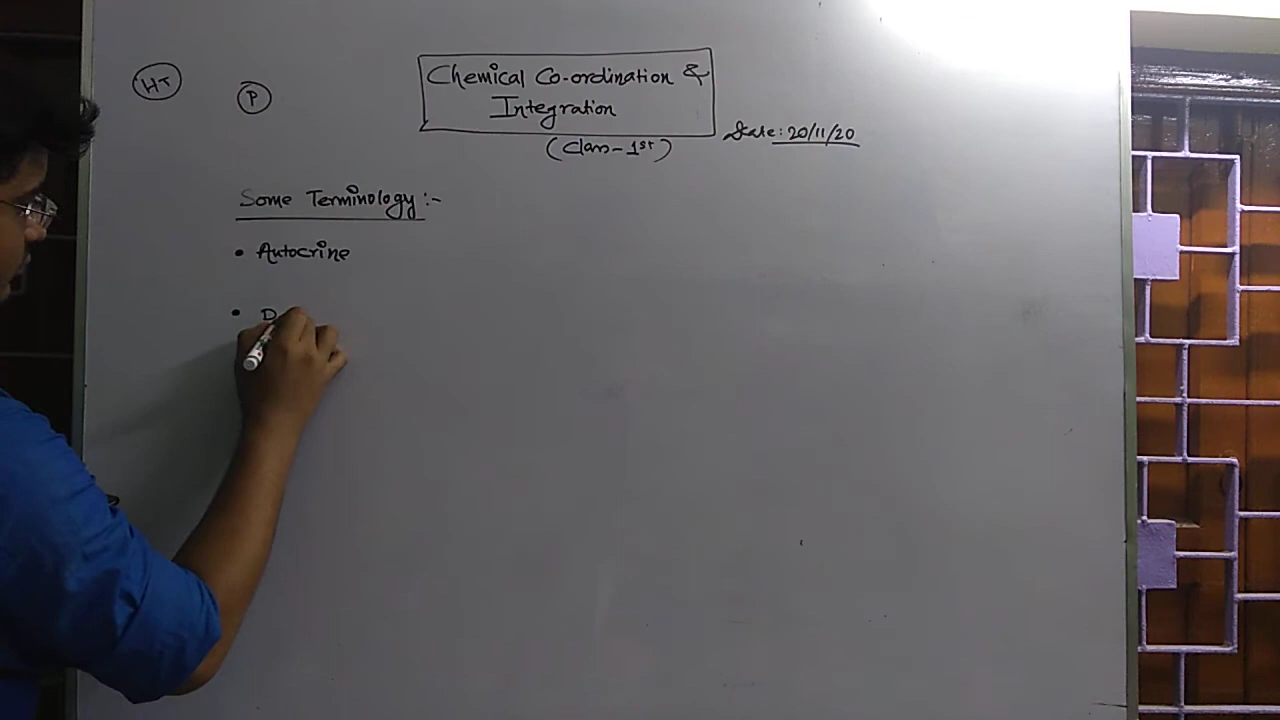 HT
P
Chemical Co-ordination &
Integration
(Class-1st)
Date: 20/11/20
Some Terminology :-
• Autocrine
•